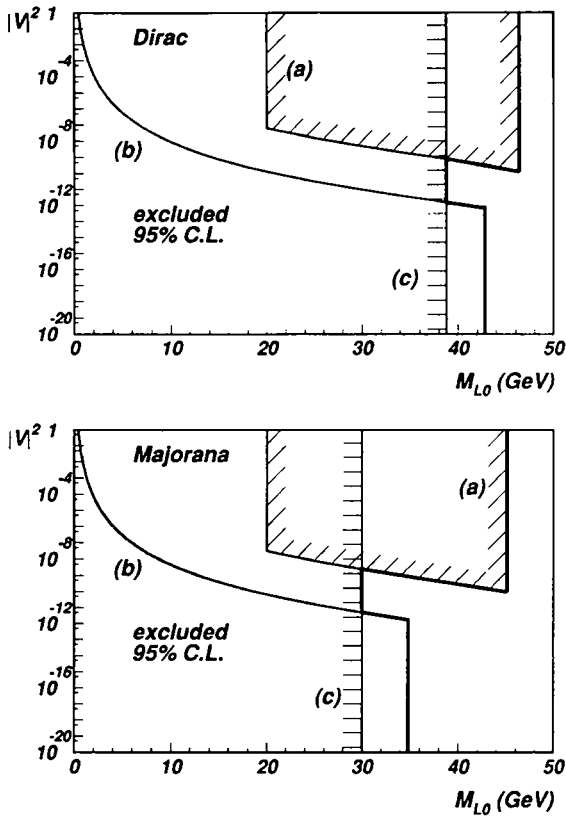 |V|² 1
Dirac
(a)
10 -4
10 -8
(b)
10 -12
excluded
95% C.L.
10 -16
(c)
10 -20
0 10 20 30 40 50
M_L0 (GeV)
|V|² 1
Majorana
10 -4
(a)
10 -8
(b)
10 -12
excluded
95% C.L.
10 -16
(c)
10 -20
0 10 20 30 40 50
M_L0 (GeV)